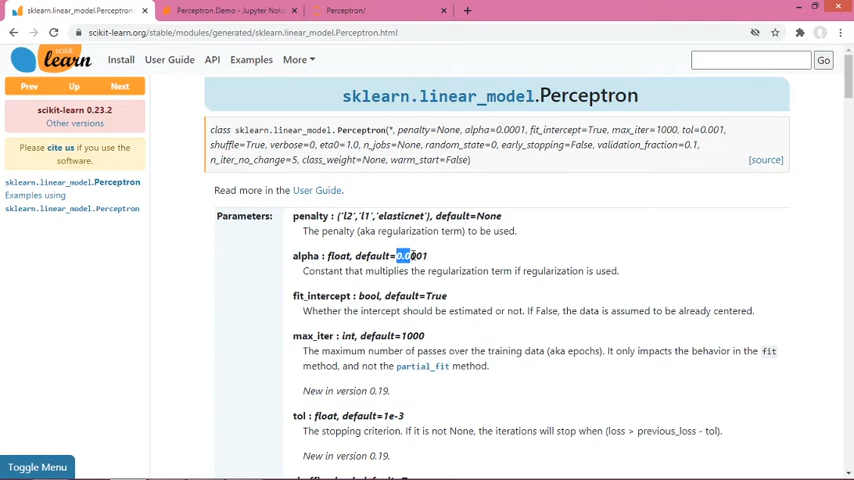 sklearn.linear_model.Perceptron
Perceptron Demo - Jupyter Note
Perceptron/
scikit-learn.org/stable/modules/generated/sklearn.linear_model.Perceptron.html
scikit
learn
Install
User Guide
API
Examples
More
Go
Prev
Up
Next
scikit-learn 0.23.2
Other versions
Please cite us if you use the
software.
sklearn.linear_model.Perceptron
Examples using
sklearn.linear_model.Perceptron
sklearn.linear_model.Perceptron
class sklearn.linear_model.Perceptron(*, penalty=None, alpha=0.0001, fit_intercept=True, max_iter=1000, tol=0.001,
shuffle=True, verbose=0, eta0=1.0, n_jobs=None, random_state=0, early_stopping=False, validation_fraction=0.1,
n_iter_no_change=5, class_weight=None, warm_start=False)
[source]
Read more in the User Guide.
Parameters:
penalty : {'l2','l1','elasticnet'}, default=None
The penalty (aka regularization term) to be used.
alpha : float, default=0.0001
Constant that multiplies the regularization term if regularization is used.
fit_intercept : bool, default=True
Whether the intercept should be estimated or not. If False, the data is assumed to be already centered.
max_iter : int, default=1000
The maximum number of passes over the training data (aka epochs). It only impacts the behavior in the fit
method, and not the partial_fit method.
New in version 0.19.
tol : float, default=1e-3
The stopping criterion. If it is not None, the iterations will stop when (loss > previous_loss - tol).
New in version 0.19.
Toggle Menu